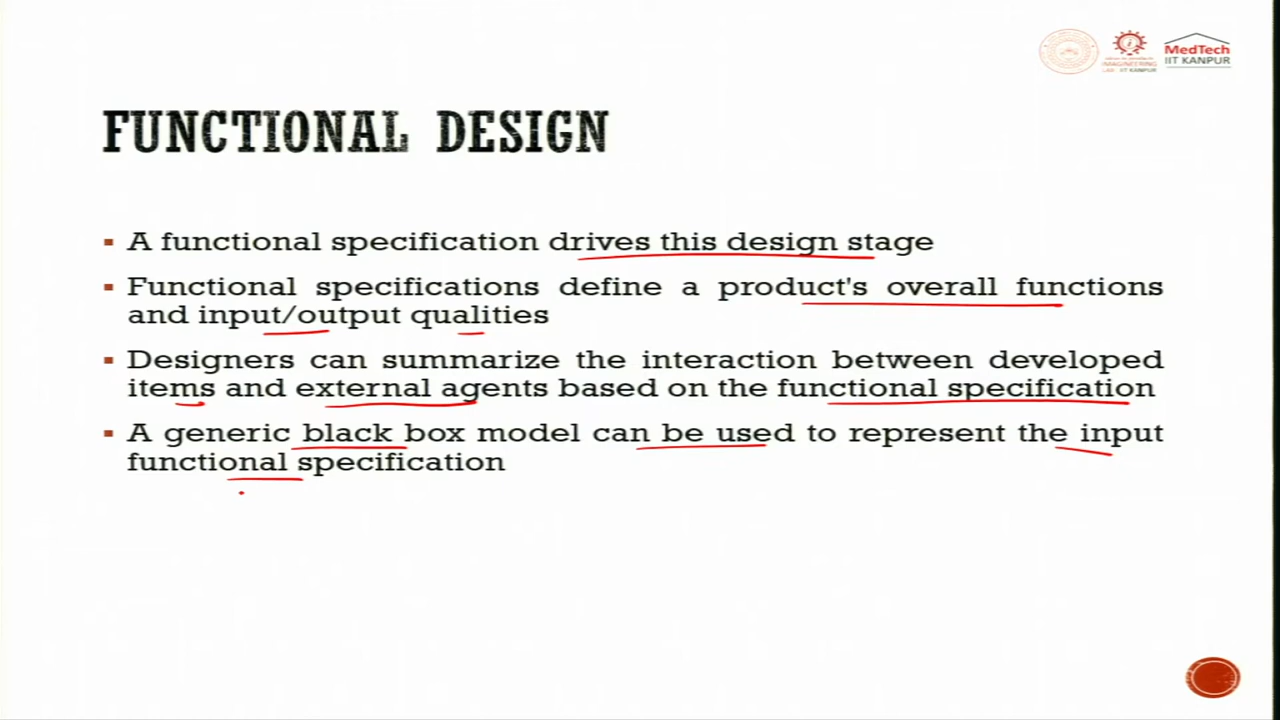 MedTech
IIT KANPUR
FUNCTIONAL DESIGN
A functional specification drives this design stage
Functional specifications define a product's overall functions
and input/output qualities
Designers can summarize the interaction between developed
items and external agents based on the functional specification
A generic black box model can be used to represent the input
functional specification